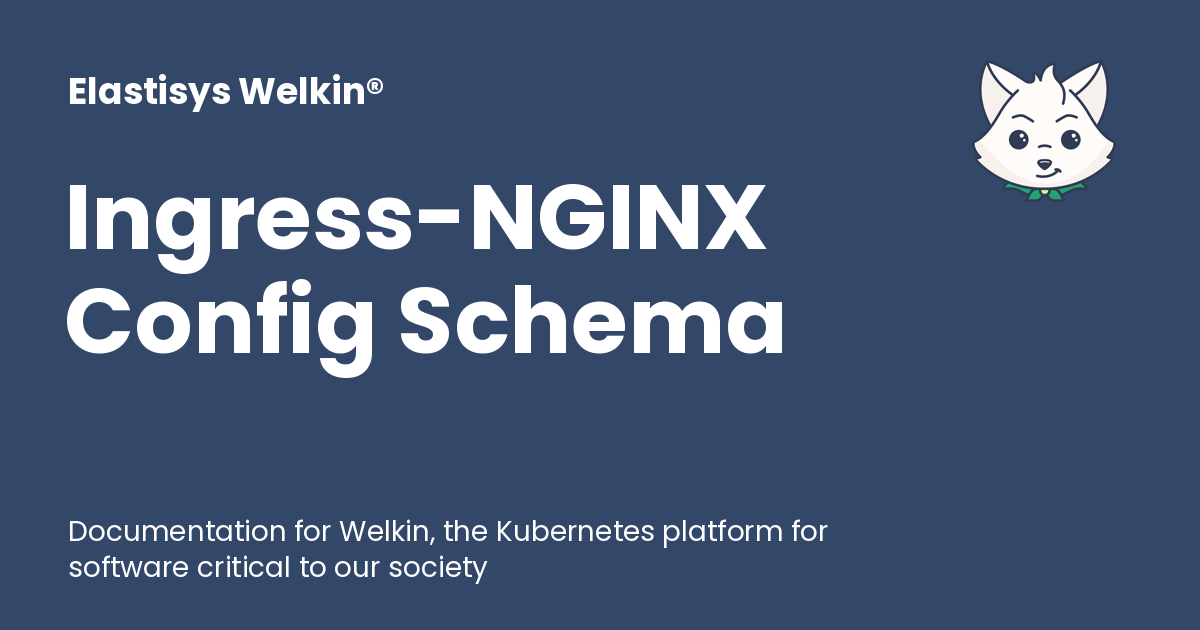 Elastisys Welkin®
Ingress-NGINX
Config Schema
Documentation for Welkin, the Kubernetes platform for
software critical to our society